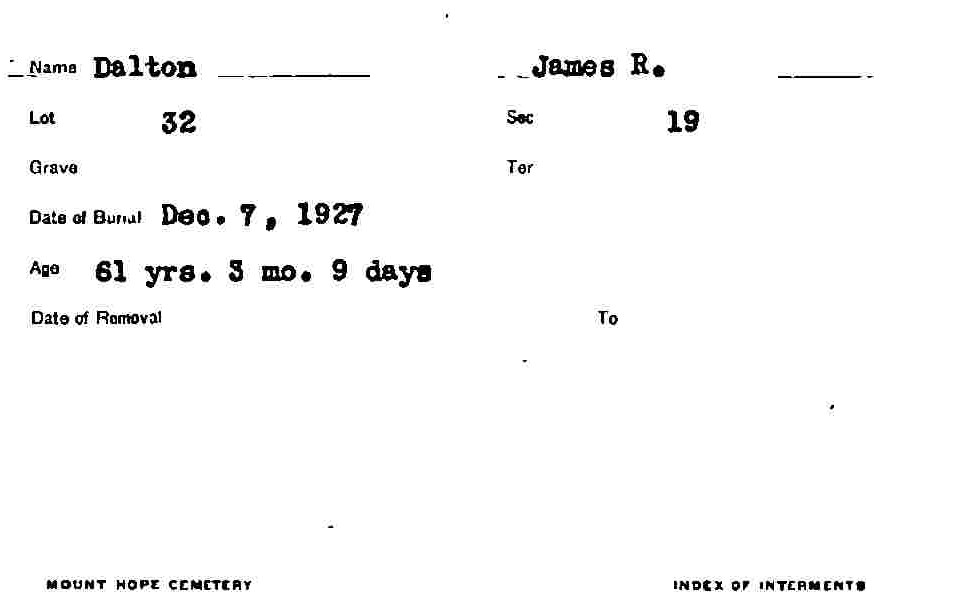 Name Dalton James R.
Lot 32 Sec 19
Grave Ter
Date of Burial Dec. 7, 1927
Age 61 yrs. 3 mo. 9 days
Date of Removal To
MOUNT HOPE CEMETERY INDEX OF INTERMENTS